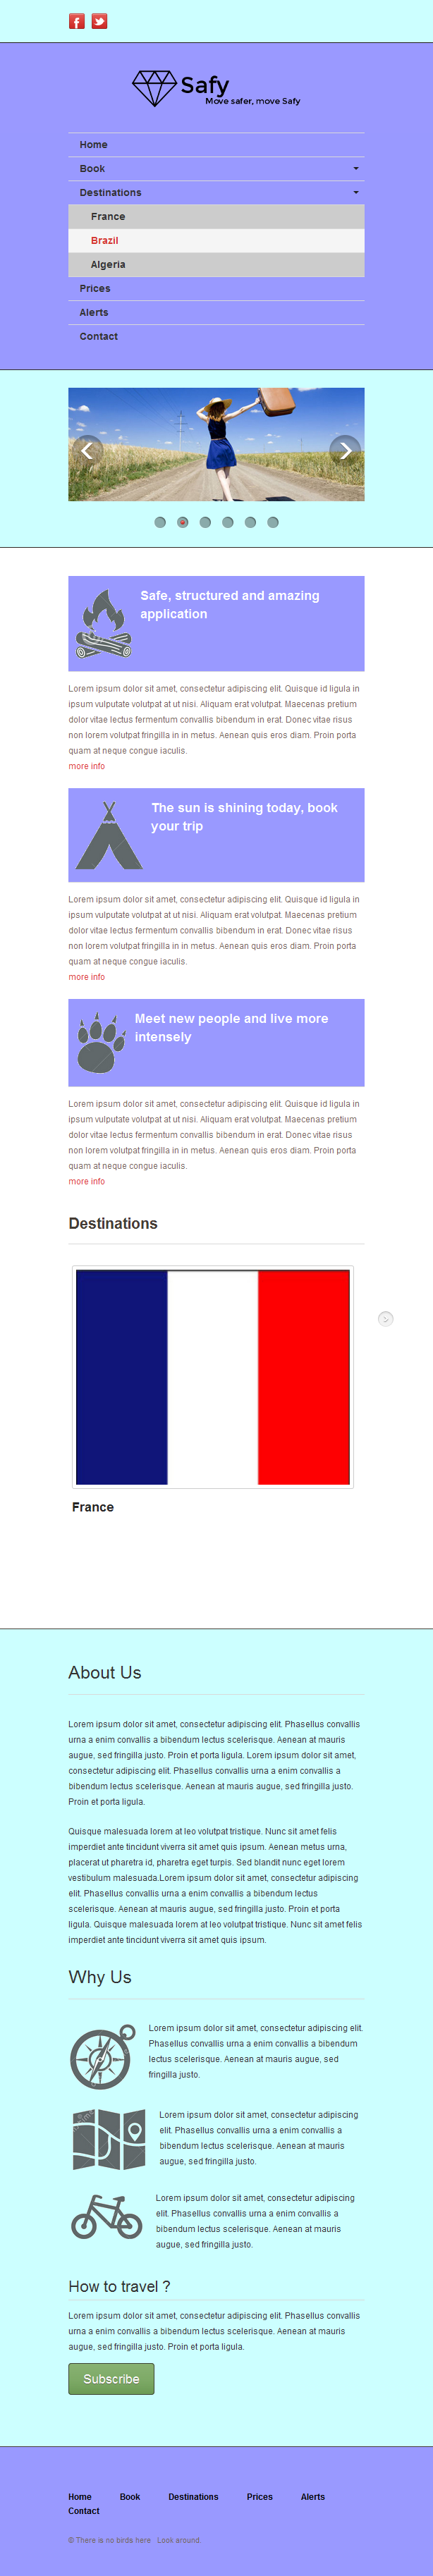 Safy
Move safer, move Safy
Home
Book
Destinations
France
Brazil
Algeria
Prices
Alerts
Contact
Safe, structured and amazing
application
Lorem ipsum dolor sit amet, consectetur adipiscing elit. Quisque id ligula in
ipsum vulputate volutpat at ut nisi. Aliquam erat volutpat. Maecenas pretium
dolor vitae lectus fermentum convallis bibendum in erat. Donec vitae risus
non lorem volutpat fringilla in in metus. Aenean quis eros diam. Proin porta
quam at neque congue iaculis.
more info
The sun is shining today, book
your trip
Lorem ipsum dolor sit amet, consectetur adipiscing elit. Quisque id ligula in
ipsum vulputate volutpat at ut nisi. Aliquam erat volutpat. Maecenas pretium
dolor vitae lectus fermentum convallis bibendum in erat. Donec vitae risus
non lorem volutpat fringilla in in metus. Aenean quis eros diam. Proin porta
quam at neque congue iaculis.
more info
Meet new people and live more
intensely
Lorem ipsum dolor sit amet, consectetur adipiscing elit. Quisque id ligula in
ipsum vulputate volutpat at ut nisi. Aliquam erat volutpat. Maecenas pretium
dolor vitae lectus fermentum convallis bibendum in erat. Donec vitae risus
non lorem volutpat fringilla in in metus. Aenean quis eros diam. Proin porta
quam at neque congue iaculis.
more info
Destinations
France
About Us
Lorem ipsum dolor sit amet, consectetur adipiscing elit. Phasellus convallis
urna a enim convallis a bibendum lectus scelerisque. Aenean at mauris
augue, sed fringilla justo. Proin et porta ligula. Lorem ipsum dolor sit amet,
consectetur adipiscing elit. Phasellus convallis urna a enim convallis a
bibendum lectus scelerisque. Aenean at mauris augue, sed fringilla justo.
Proin et porta ligula.
Quisque malesuada lorem at leo volutpat tristique. Nunc sit amet felis
imperdiet ante tincidunt viverra sit amet quis ipsum. Aenean metus urna,
placerat ut pharetra id, pharetra eget turpis. Sed blandit nunc eget lorem
vestibulum malesuada.Lorem ipsum dolor sit amet, consectetur adipiscing
elit. Phasellus convallis urna a enim convallis a bibendum lectus
scelerisque. Aenean at mauris augue, sed fringilla justo. Proin et porta
ligula. Quisque malesuada lorem at leo volutpat tristique. Nunc sit amet felis
imperdiet ante tincidunt viverra sit amet quis ipsum.
Why Us
Lorem ipsum dolor sit amet, consectetur adipiscing elit.
Phasellus convallis urna a enim convallis a bibendum
lectus scelerisque. Aenean at mauris augue, sed
fringilla justo.
Lorem ipsum dolor sit amet, consectetur adipiscing
elit. Phasellus convallis urna a enim convallis a
bibendum lectus scelerisque. Aenean at mauris
augue, sed fringilla justo.
Lorem ipsum dolor sit amet, consectetur adipiscing
elit. Phasellus convallis urna a enim convallis a
bibendum lectus scelerisque. Aenean at mauris
augue, sed fringilla justo.
How to travel ?
Lorem ipsum dolor sit amet, consectetur adipiscing elit. Phasellus convallis
urna a enim convallis a bibendum lectus scelerisque. Aenean at mauris
augue, sed fringilla justo. Proin et porta ligula.
Subscribe
Home Book Destinations Prices Alerts
Contact
© There is no birds here . Look around.